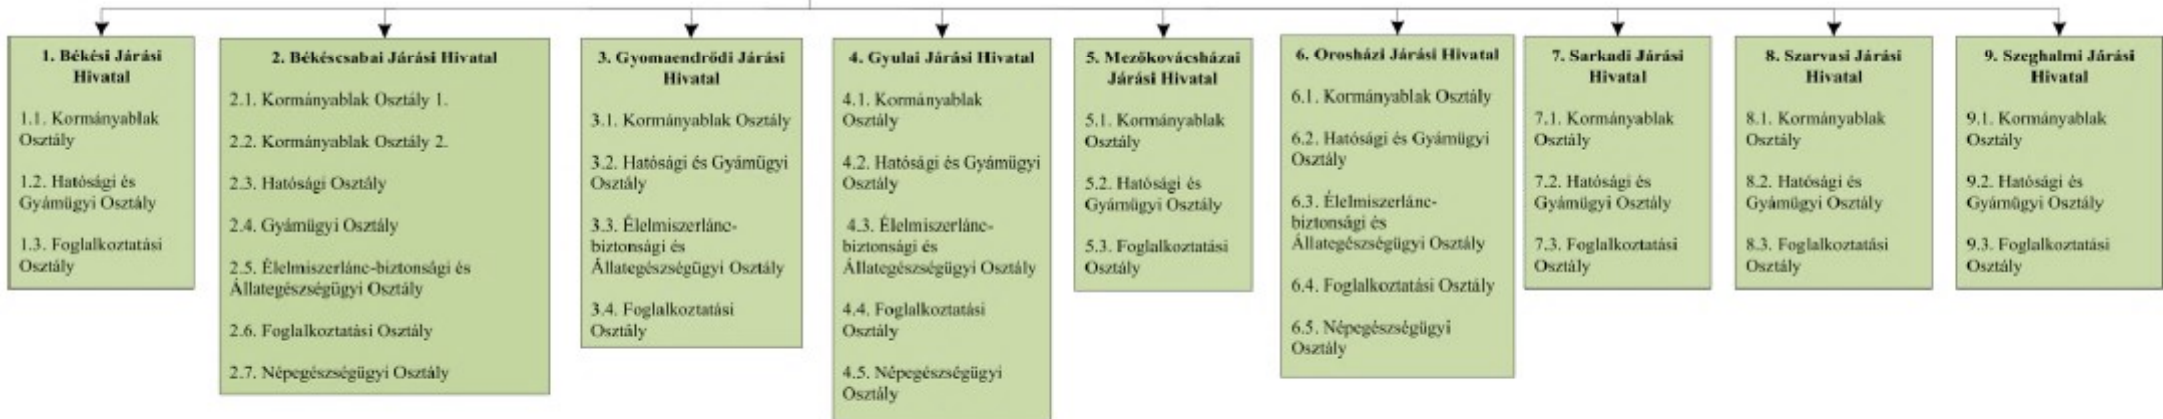 1. Békési Járási
Hivatal
1.1. Kormányablak
Osztály
1.2. Hatósági és
Gyámügyi Osztály
1.3. Foglalkoztatási
Osztály
2. Békéscsabai Járási Hivatal
2.1. Kormányablak Osztály 1.
2.2. Kormányablak Osztály 2.
2.3. Hatósági Osztály
2.4. Gyámügyi Osztály
2.5. Élelmiszerlánc-biztonsági és
Állategészségügyi Osztály
2.6. Foglalkoztatási Osztály
2.7. Népegészségügyi Osztály
3. Gyomaendrődi Járási
Hivatal
3.1. Kormányablak Osztály
3.2. Hatósági és Gyámügyi
Osztály
3.3. Élelmiszerlánc-
biztonsági és
Állategészségügyi Osztály
3.4. Foglalkoztatási
Osztály
4. Gyulai Járási Hivatal
4.1. Kormányablak
Osztály
4.2. Hatósági és Gyámügyi
Osztály
4.3. Élelmiszerlánc-
biztonsági és
Állategészségügyi Osztály
4.4. Foglalkoztatási
Osztály
4.5. Népegészségügyi
Osztály
5. Mezőkovácsházai
Járási Hivatal
5.1. Kormányablak
Osztály
5.2. Hatósági és
Gyámügyi Osztály
5.3. Foglalkoztatási
Osztály
6. Orosházi Járási Hivatal
6.1. Kormányablak Osztály
6.2. Hatósági és Gyámügyi
Osztály
6.3. Élelmiszerlánc-
biztonsági és
Állategészségügyi Osztály
6.4. Foglalkoztatási Osztály
6.5. Népegészségügyi
Osztály
7. Sarkadi Járási
Hivatal
7.1. Kormányablak
Osztály
7.2. Hatósági és
Gyámügyi Osztály
7.3. Foglalkoztatási
Osztály
8. Szarvasi Járási
Hivatal
8.1. Kormányablak
Osztály
8.2. Hatósági és
Gyámügyi Osztály
8.3. Foglalkoztatási
Osztály
9. Szeghalmi Járási
Hivatal
9.1. Kormányablak
Osztály
9.2. Hatósági és
Gyámügyi Osztály
9.3. Foglalkoztatási
Osztály